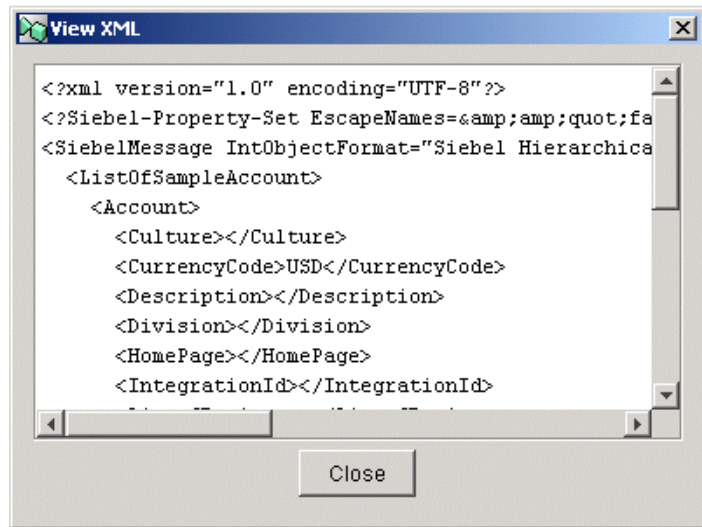 View XML
<?xml version="1.0" encoding="UTF-8"?>
<?Siebel-Property-Set EscapeNames=&amp;amp;quot;fa
<SiebelMessage IntObjectFormat="Siebel Hierarchica
<ListOfSampleAccount>
<Account>
<Culture></Culture>
<CurrencyCode>USD</CurrencyCode>
<Description></Description>
<Division></Division>
<HomePage></HomePage>
<IntegrationId></IntegrationId>
Close